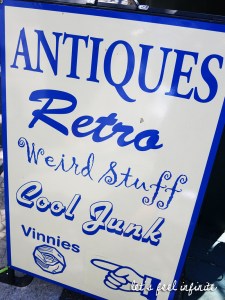 ANTIQUES
Retro
Weird Stuff
Cool Junk
Vinnies
let's feel infinite